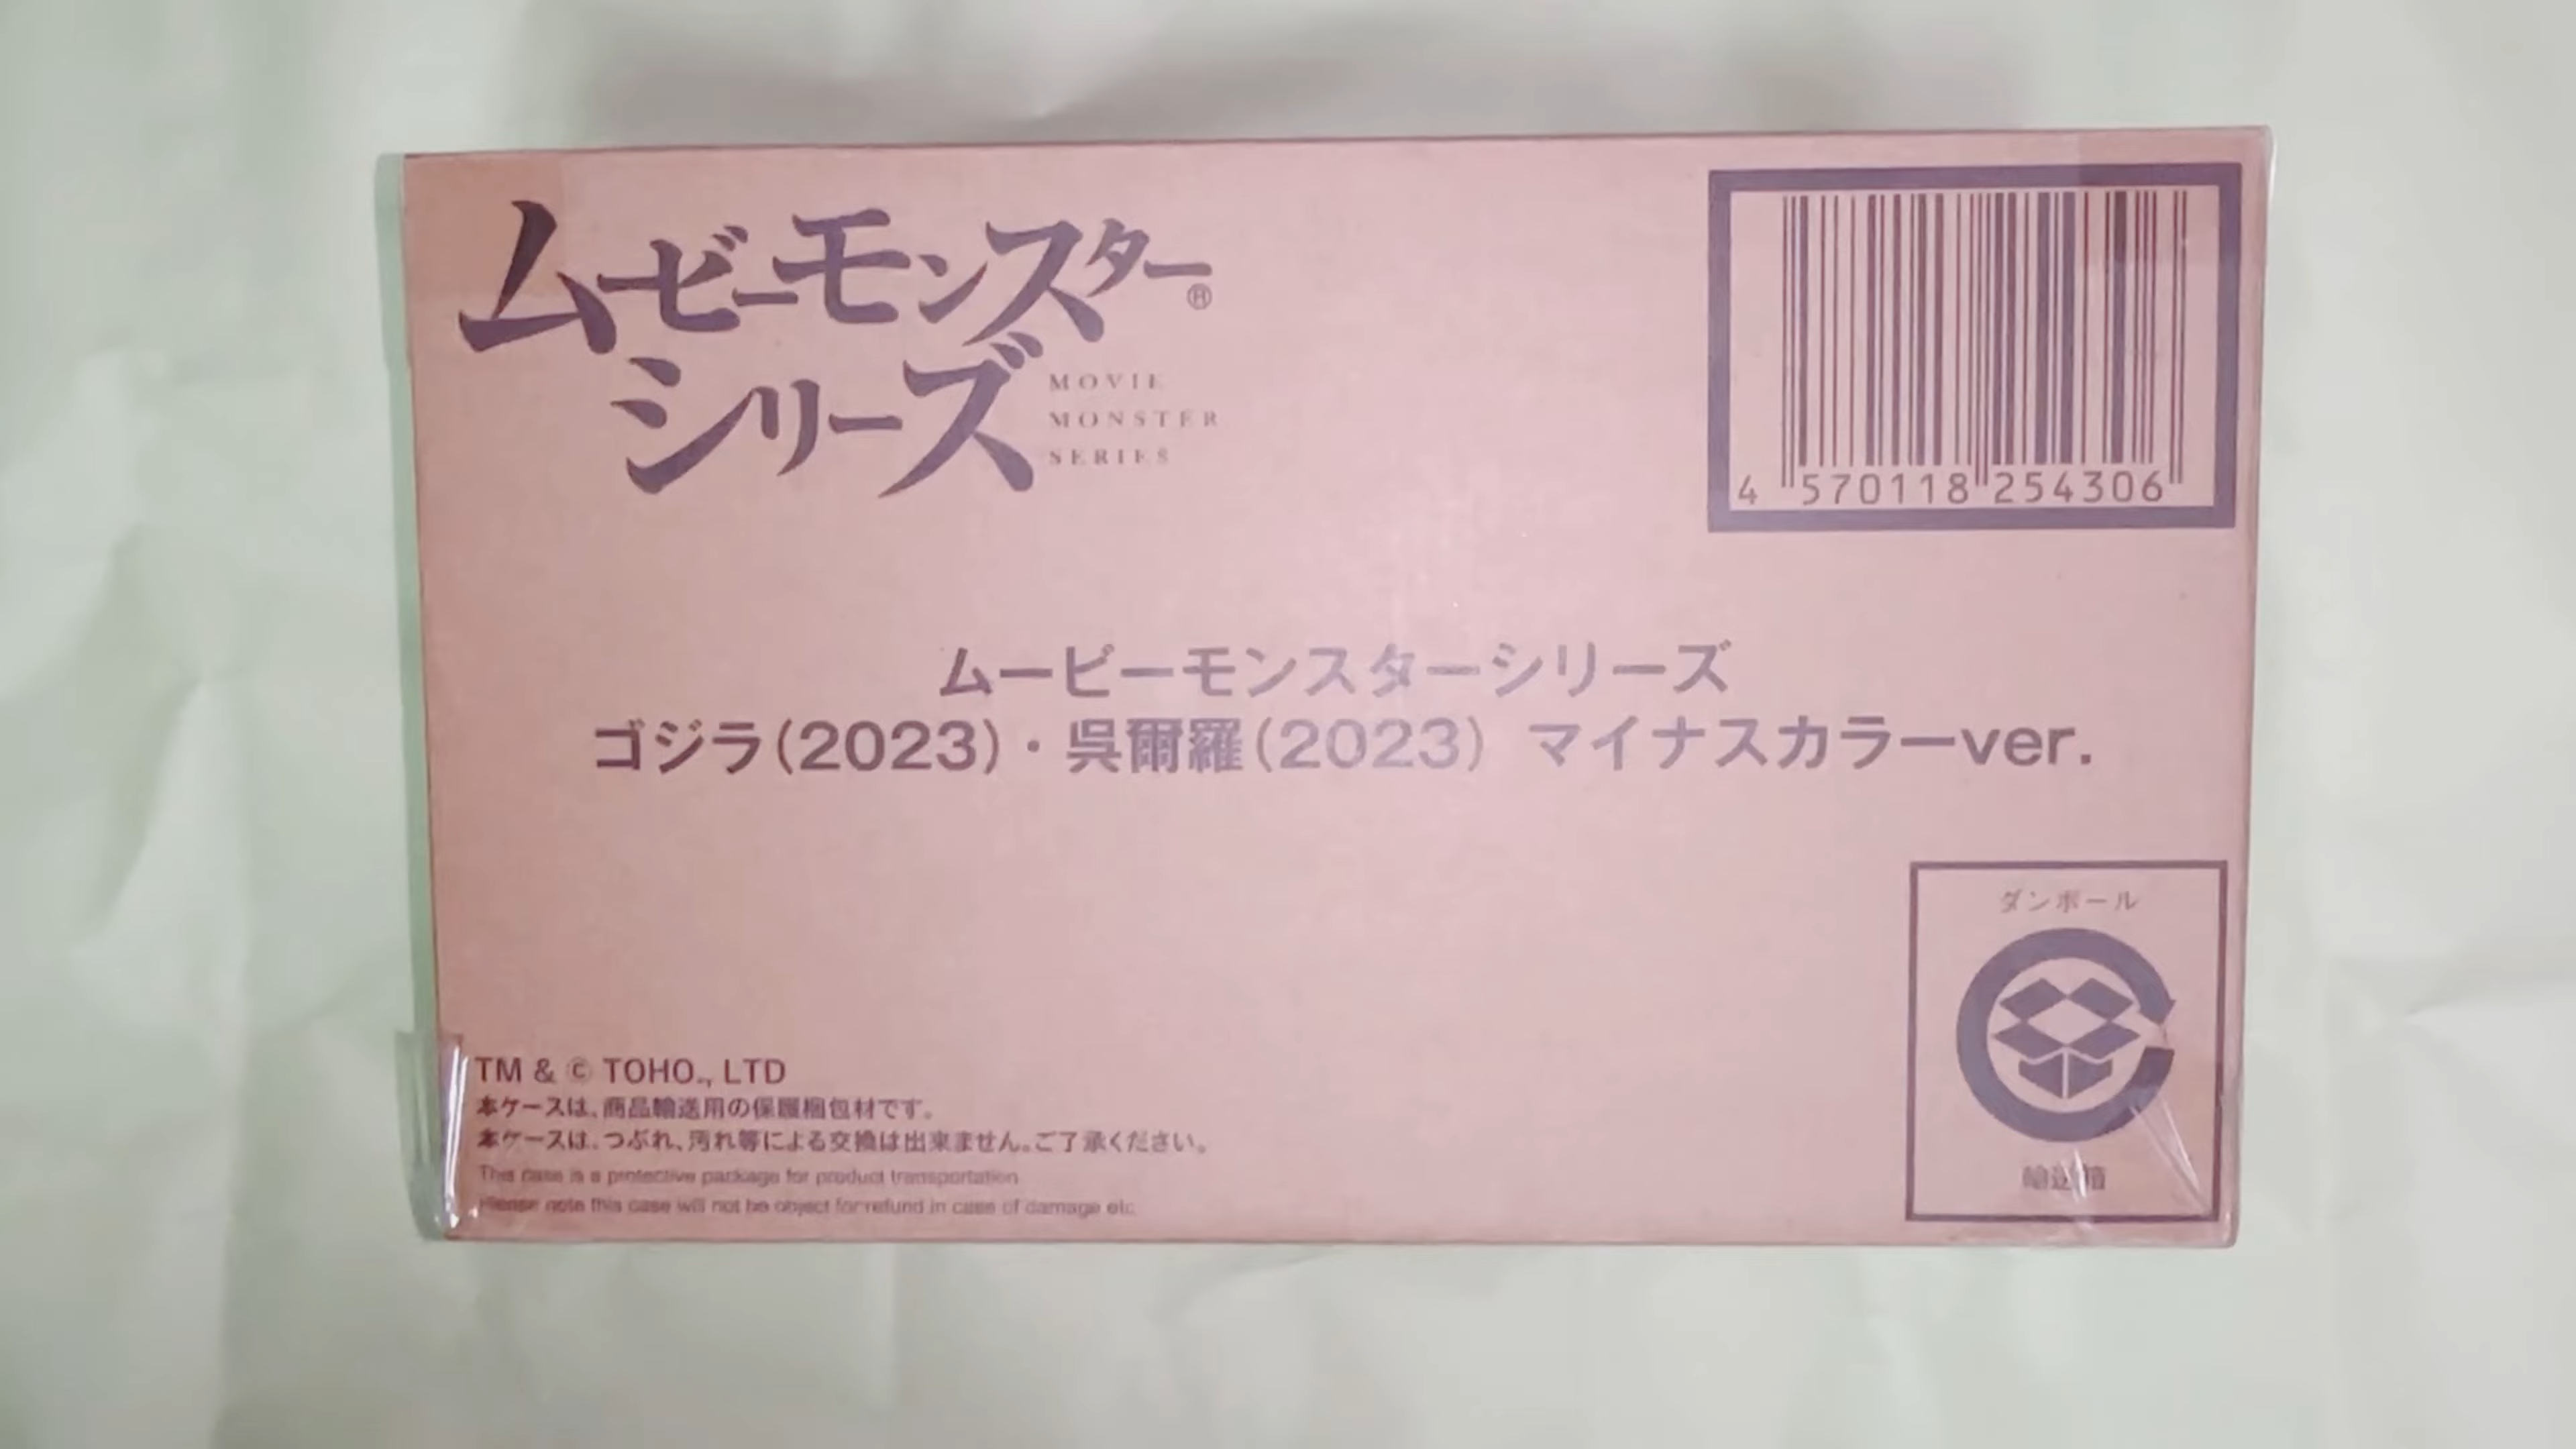 ムービーモンスター®
シリーズ
MOVIE
MONSTER
SERIES
4 570118 254306
ムービーモンスターシリーズ
ゴジラ(2023)・呉爾羅(2023) マイナスカラーver.
ダンボール
輸送箱
TM & © TOHO., LTD
本ケースは、商品輸送用の保護梱包材です。
本ケースは、つぶれ、汚れ等による交換は出来ません。ご了承ください。
This case is a protective package for product transportation
Please note this case will not be object for refund in case of damage etc.